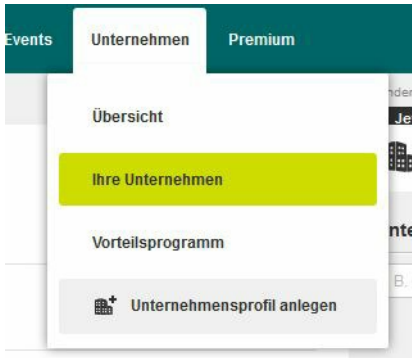 Events Unternehmen Premium
Übersicht
Ihre Unternehmen
Vorteilsprogramm
Unternehmensprofil anlegen